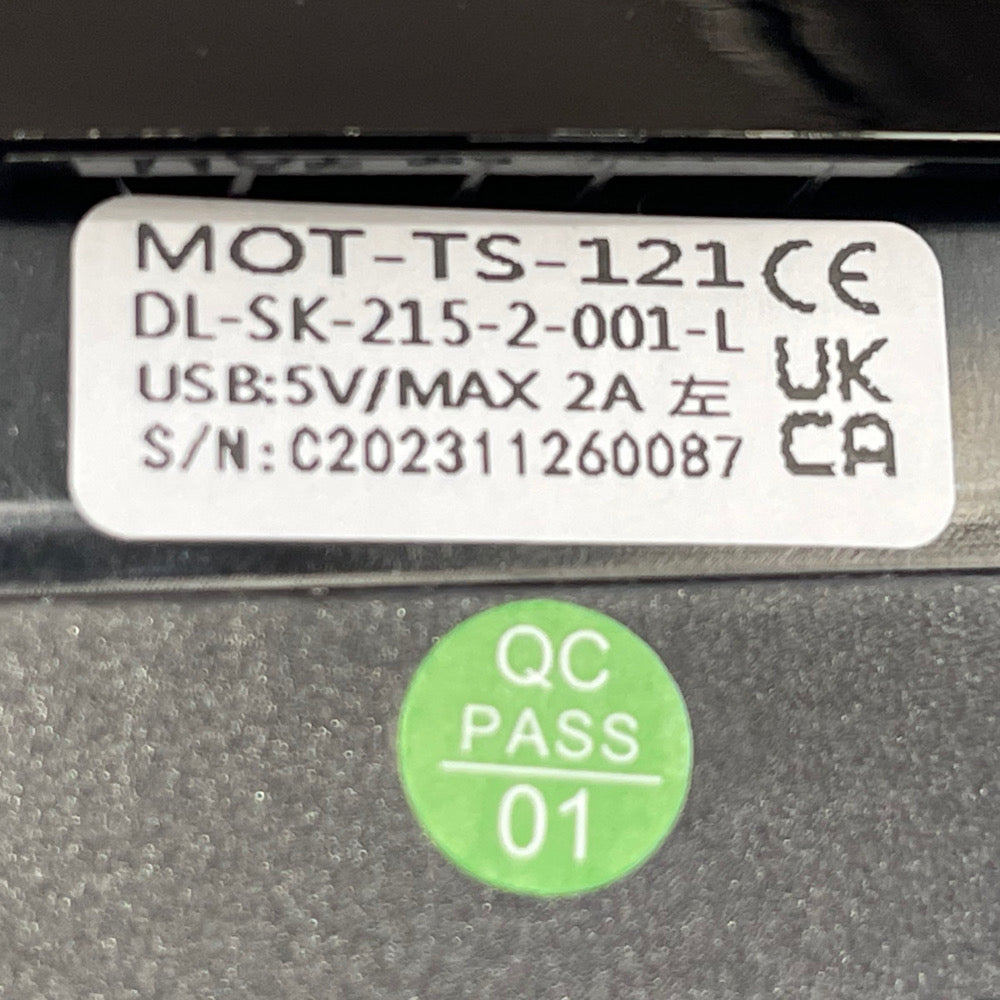 MOT-TS-121
DL-SK-215-2-001-L
USB:5V/MAX 2A 左
S/N:C202311260087
CE
UK
CA
QC
PASS
01